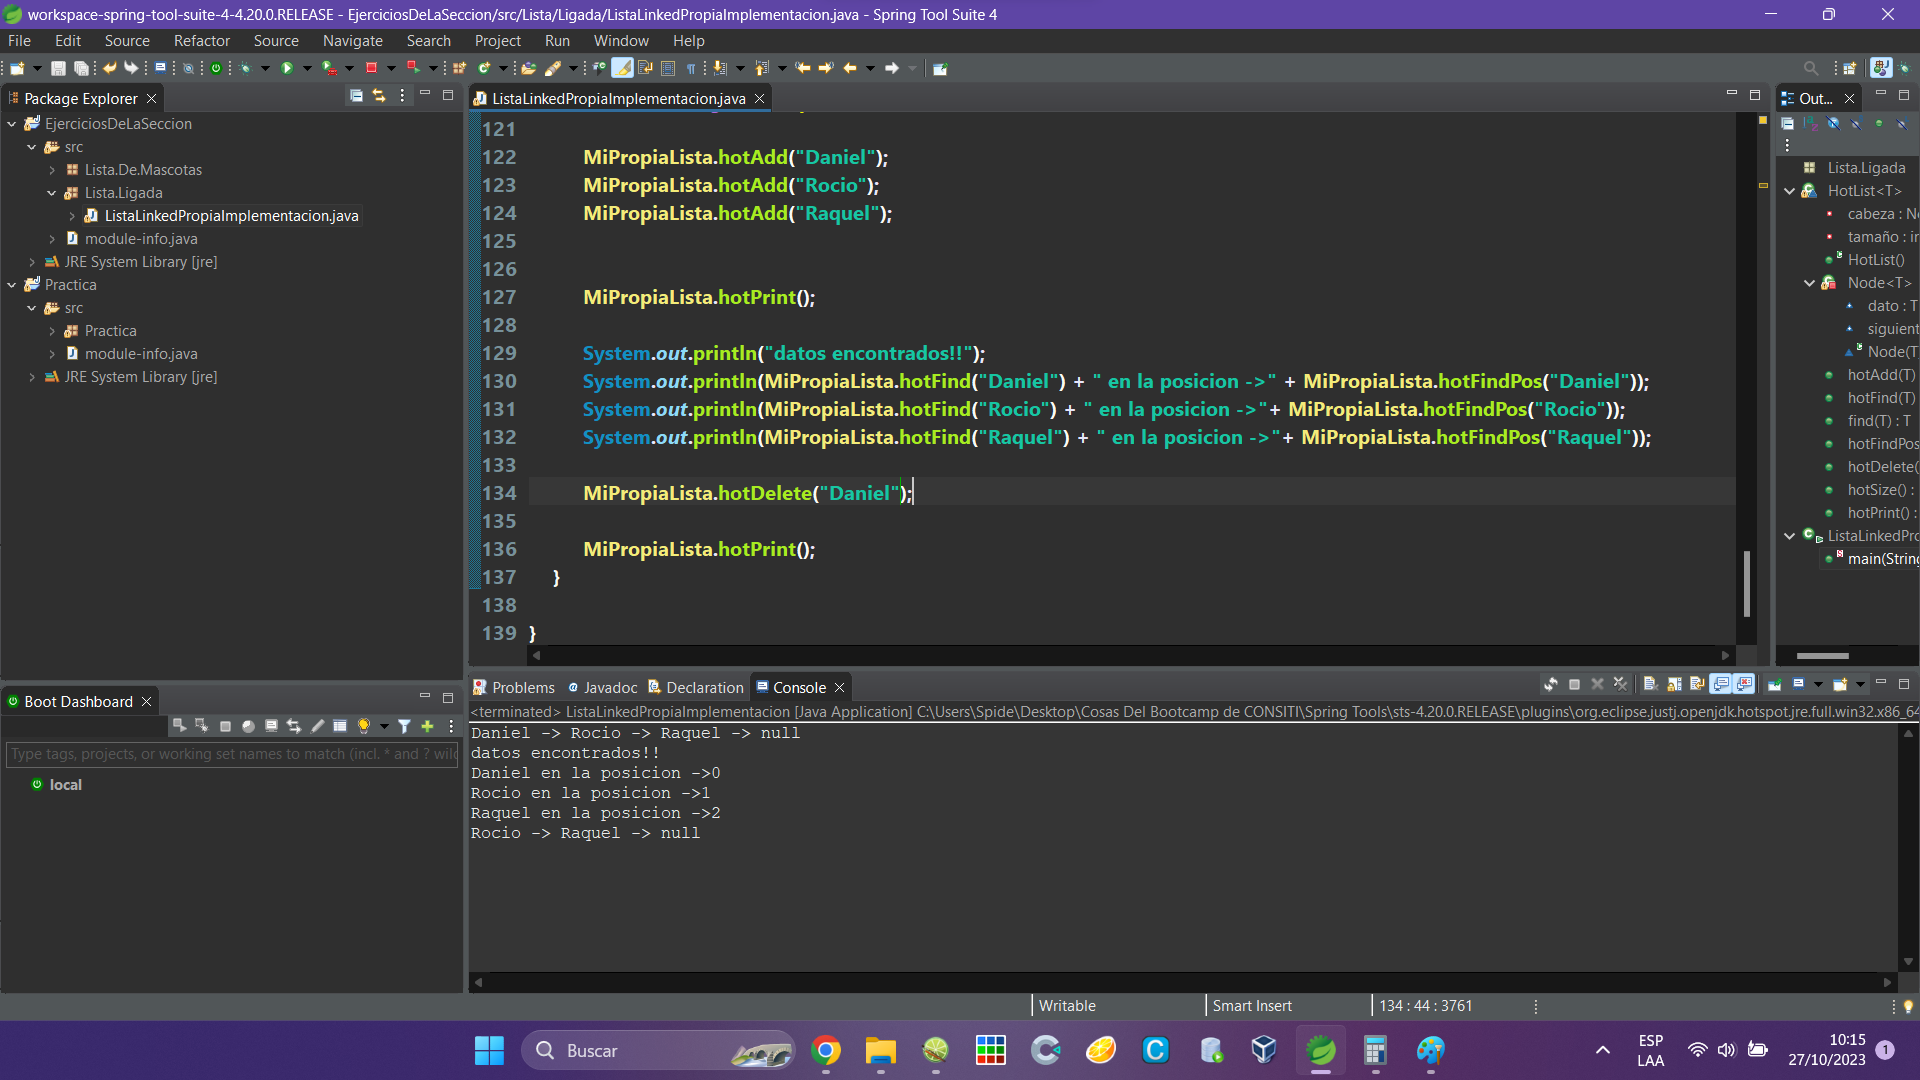 workspace-spring-tool-suite-4-4.20.0.RELEASE - EjerciciosDeLaSeccion/src/Lista/Ligada/ListaLinkedPropiaImplementacion.java - Spring Tool Suite 4
File Edit Source Refactor Source Navigate Search Project Run Window Help
Package Explorer
EjerciciosDeLaSeccion
src
Lista.De.Mascotas
Lista.Ligada
ListaLinkedPropiaImplementacion.java
module-info.java
JRE System Library [jre]
Practica
src
Practica
module-info.java
JRE System Library [jre]
ListaLinkedPropiaImplementacion.java
121
122 MiPropiaLista.hotAdd("Daniel");
123 MiPropiaLista.hotAdd("Rocio");
124 MiPropiaLista.hotAdd("Raquel");
125
126
127 MiPropiaLista.hotPrint();
128
129 System.out.println("datos encontrados!!");
130 System.out.println(MiPropiaLista.hotFind("Daniel") + " en la posicion ->" + MiPropiaLista.hotFindPos("Daniel"));
131 System.out.println(MiPropiaLista.hotFind("Rocio") + " en la posicion ->"+ MiPropiaLista.hotFindPos("Rocio"));
132 System.out.println(MiPropiaLista.hotFind("Raquel") + " en la posicion ->"+ MiPropiaLista.hotFindPos("Raquel"));
133
134 MiPropiaLista.hotDelete("Daniel");
135
136 MiPropiaLista.hotPrint();
137 }
138
139 }
Out...
Lista.Ligada
HotList<T>
cabeza : N
tamaño : ir
HotList()
Node<T>
dato : T
siguient
Node(T
hotAdd(T)
hotFind(T)
find(T) : T
hotFindPos
hotDelete(
hotSize() :
hotPrint() :
ListaLinkedPro
main(String
Boot Dashboard
Type tags, projects, or working set names to match (incl. * and ? wilc
local
Problems Javadoc Declaration Console
<terminated> ListaLinkedPropiaImplementacion [Java Application] C:\Users\Spide\Desktop\Cosas Del Bootcamp de CONSITI\Spring Tools\sts-4.20.0.RELEASE\plugins\org.eclipse.justj.openjdk.hotspot.jre.full.win32.x86_64
Daniel -> Rocio -> Raquel -> null
datos encontrados!!
Daniel en la posicion ->0
Rocio en la posicion ->1
Raquel en la posicion ->2
Rocio -> Raquel -> null
Writable Smart Insert 134 : 44 : 3761
Buscar
ESP
LAA
10:15
27/10/2023
1